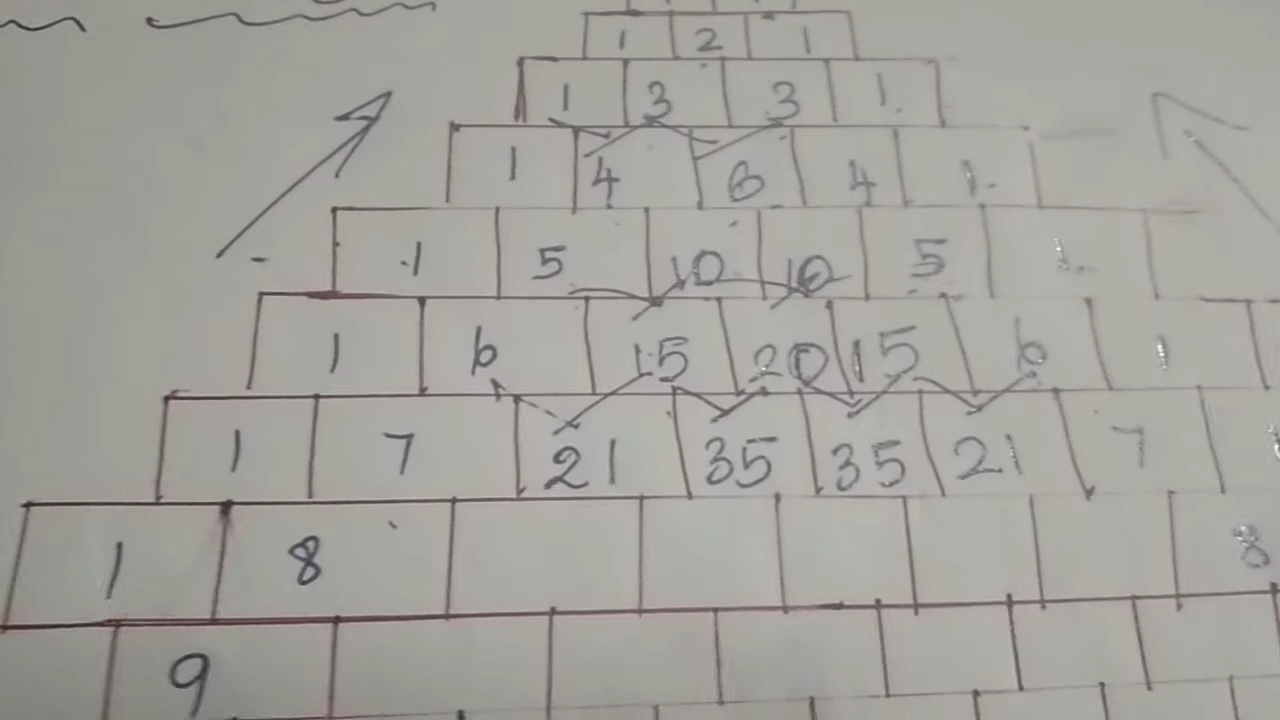 1 2 1
1 3 3 1
1 4 6 4 1
1 5 10 10 5 1
1 6 15 20 15 6 1
1 7 21 35 35 21 7
1 8 8
9